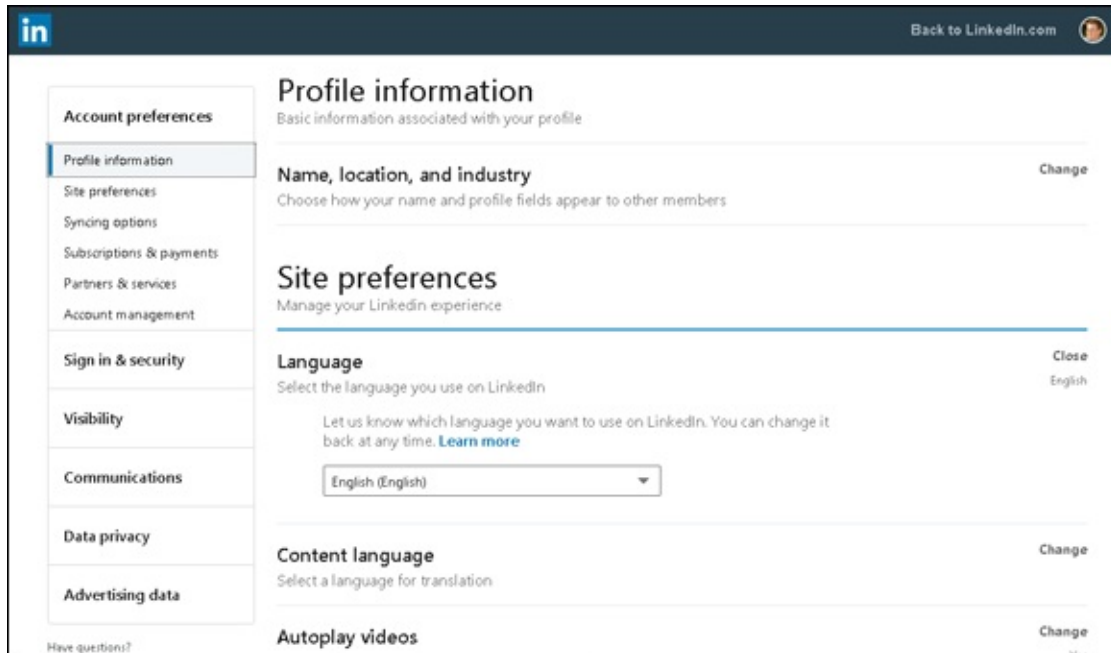 in
Back to LinkedIn.com
Account preferences
Profile information
Site preferences
Syncing options
Subscriptions & payments
Partners & services
Account management
Sign in & security
Visibility
Communications
Data privacy
Advertising data
Have questions?
Profile information
Basic information associated with your profile
Name, location, and industry
Change
Choose how your name and profile fields appear to other members
Site preferences
Manage your Linkedin experience
Language
Close
Select the language you use on LinkedIn
English
Let us know which language you want to use on LinkedIn. You can change it
back at any time. Learn more
English (English)
Content language
Change
Select a language for translation
Autoplay videos
Change